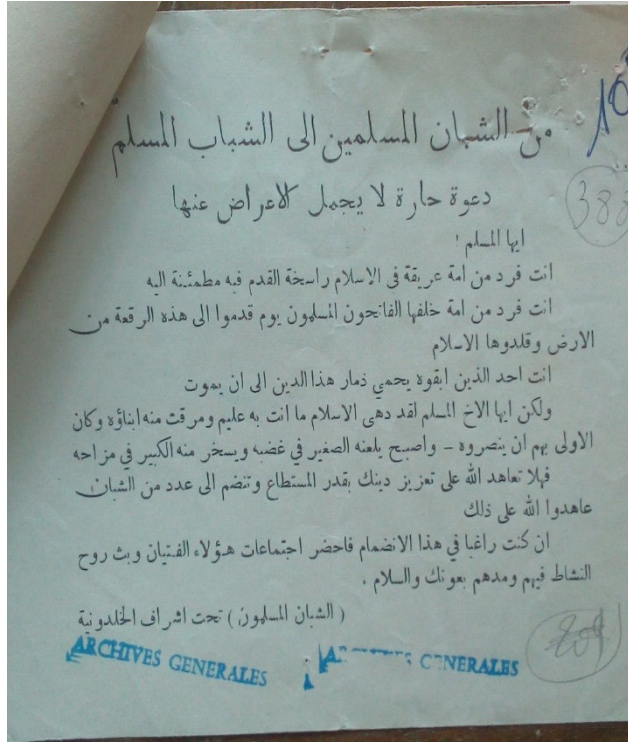 من الشبان المسلمين الى الشباب المسلم
دعوة حارة لا يجمل الاعراض عنها
ايها المسلم !
انت فرد من امة عريقة فى الاسلام راسخة القدم فيه مطمئنة اليه
انت فرد من امة خلفها الفاتحون المسلمون يوم قدموا الى هذه الرقعة من
الارض وقلدوها الاسلام
انت احد الذين ابقوه يحمي ذمار هذا الدين الى ان يموت
ولكن ايها الاخ المسلم لقد دهى الاسلام ما انت به عليم ومرقت منه ابناؤه وكان
الاولى بهم ان ينصروه – واصبح يلعنه الصغير في غضبه ويسخر منه الكبير في مزاحه
فهلا تعاهد الله على تعزيز دينك بقدر المستطاع وتنضم الى عدد من الشبان
عاهدوا الله على ذلك
ان كنت راغبا في هذا الانضمام فاحضر اجتماعات هؤلاء الفتيان وبث روح
النشاط فيهم ومدهم بعونك والسلام .
( الشبان المسلمون ) تحت اشراف الخلدونية
ARCHIVES GENERALES
GENERALES
10
388
209